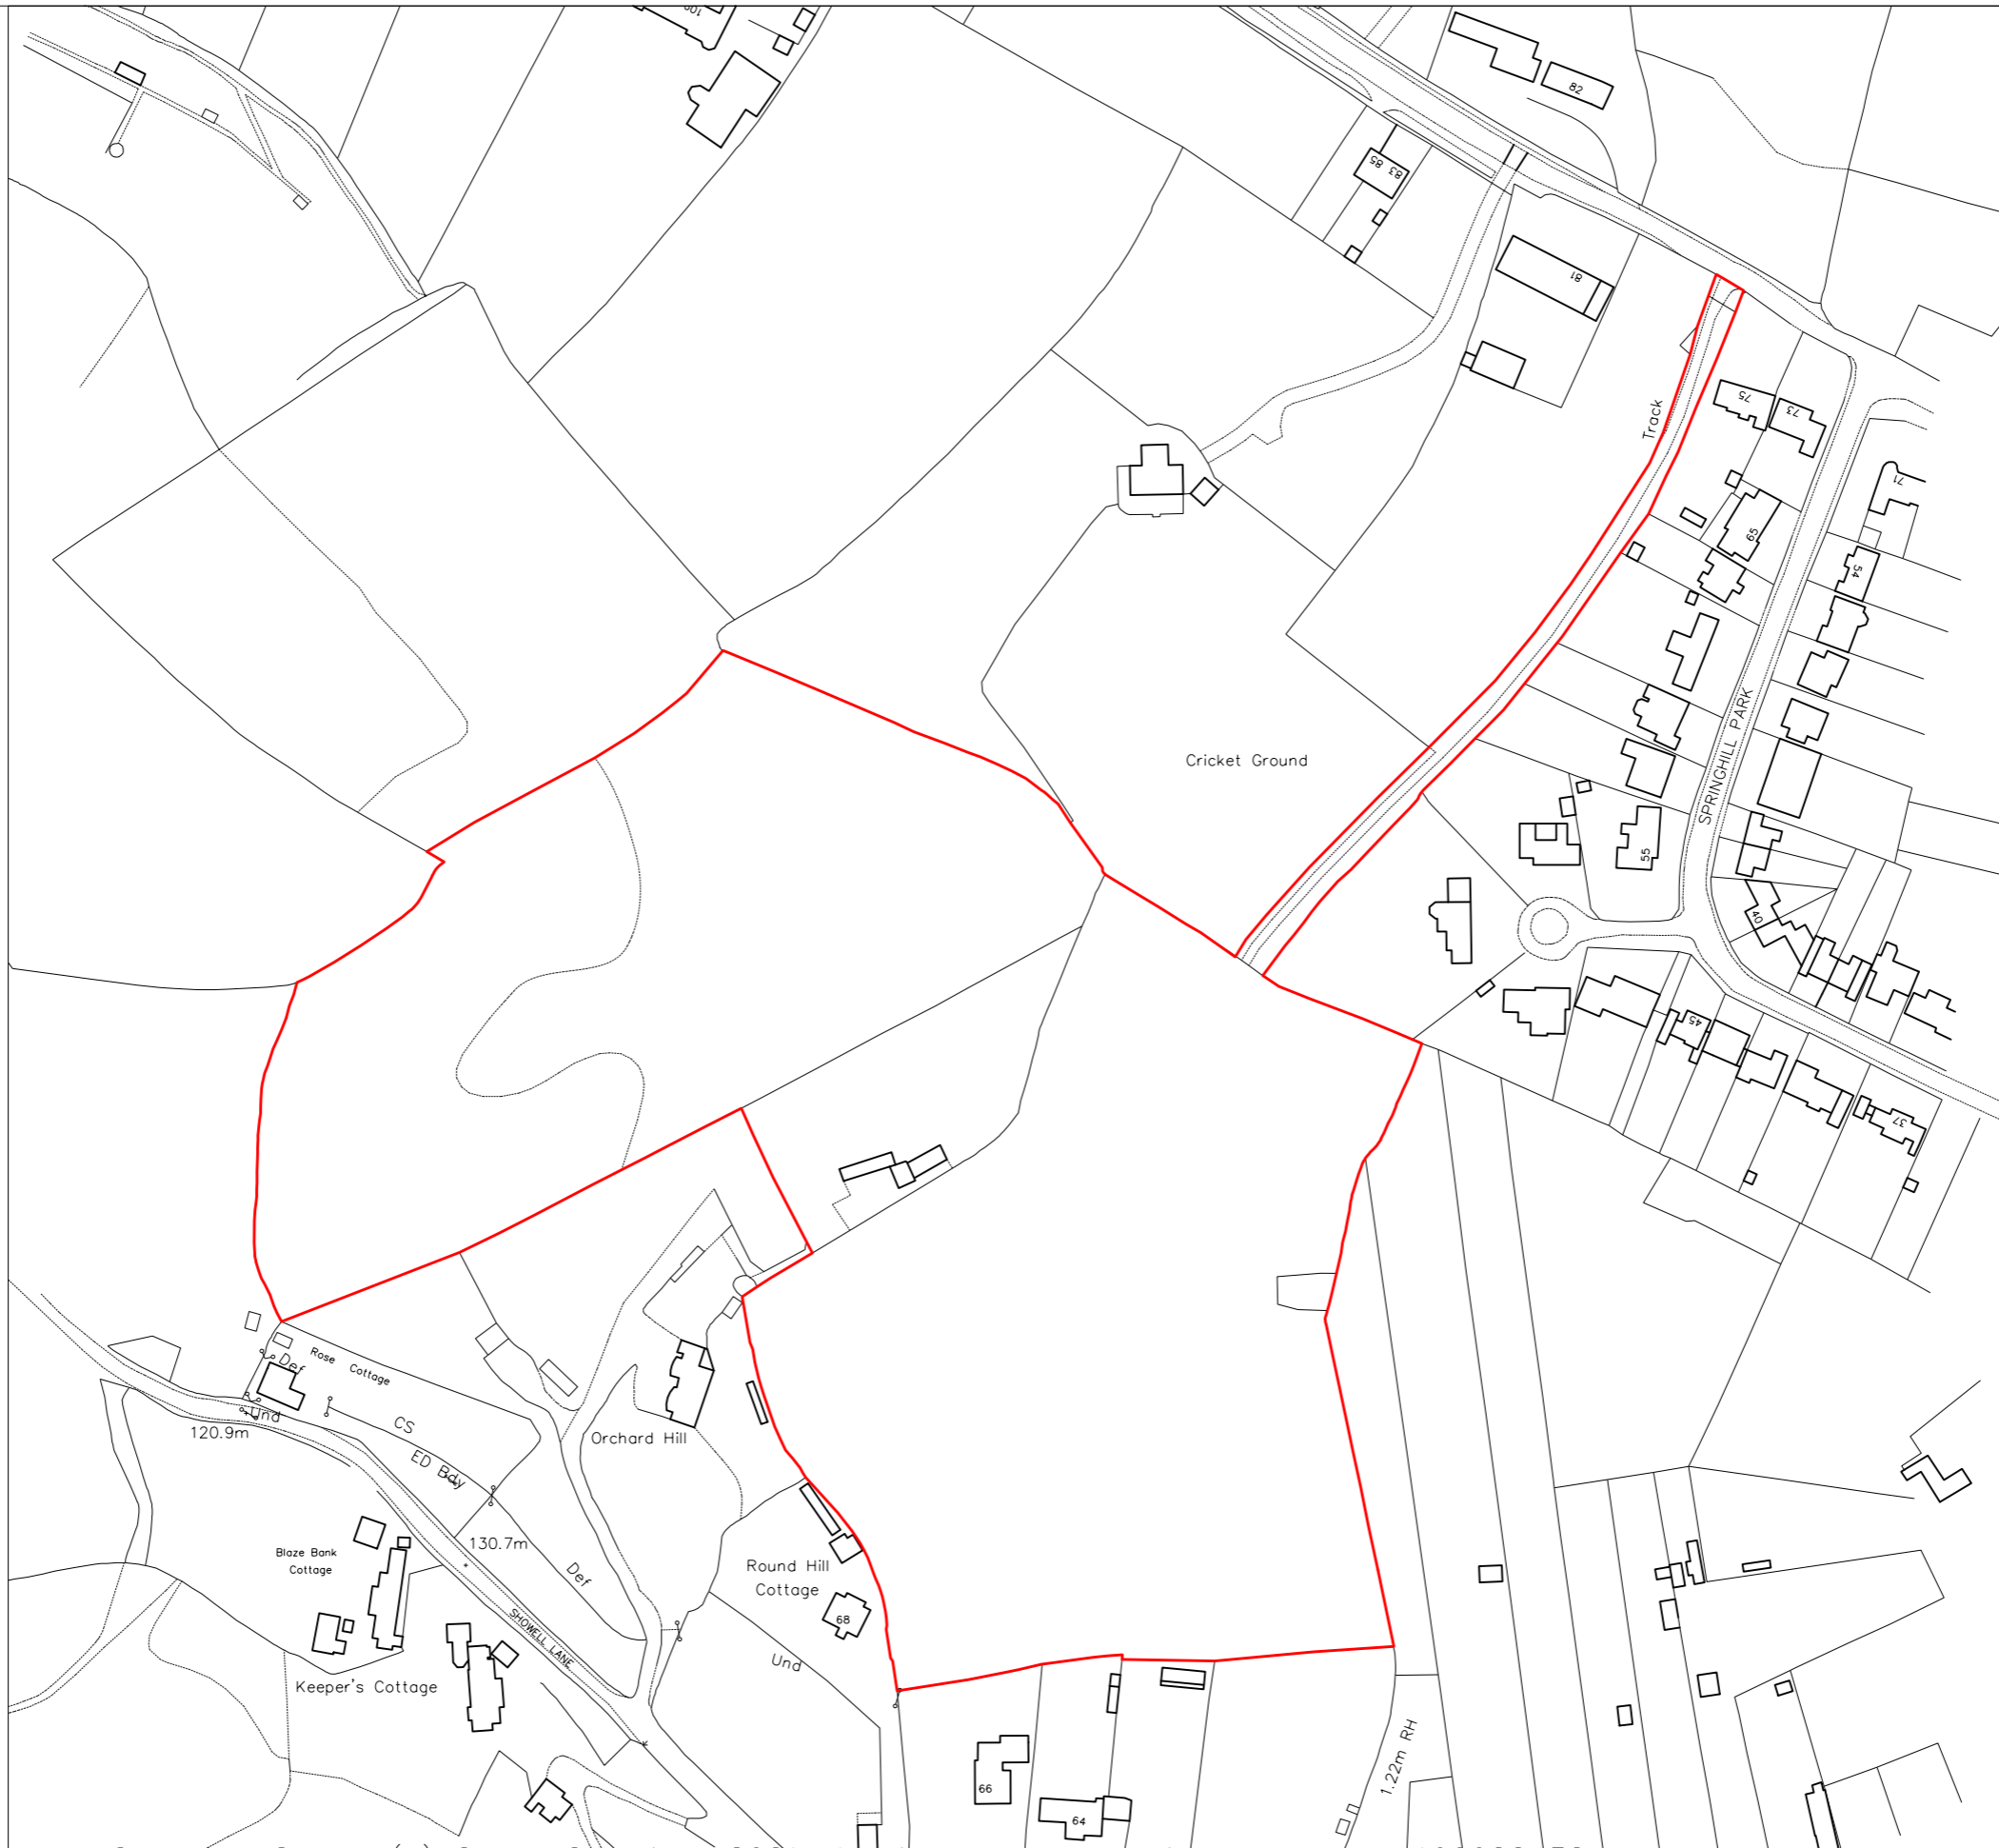 109
82
85 83
81
Track
75
73
71
65
54
SPRINGHILL PARK
Cricket Ground
55
40
45
37
Rose Cottage
Def
Und
120.9m
CS
ED Bdy
Orchard Hill
130.7m
Def
Blaze Bank
Cottage
Round Hill
Cottage
68
SHOWELL LANE
Und
Keeper's Cottage
66
64
1.22m RH